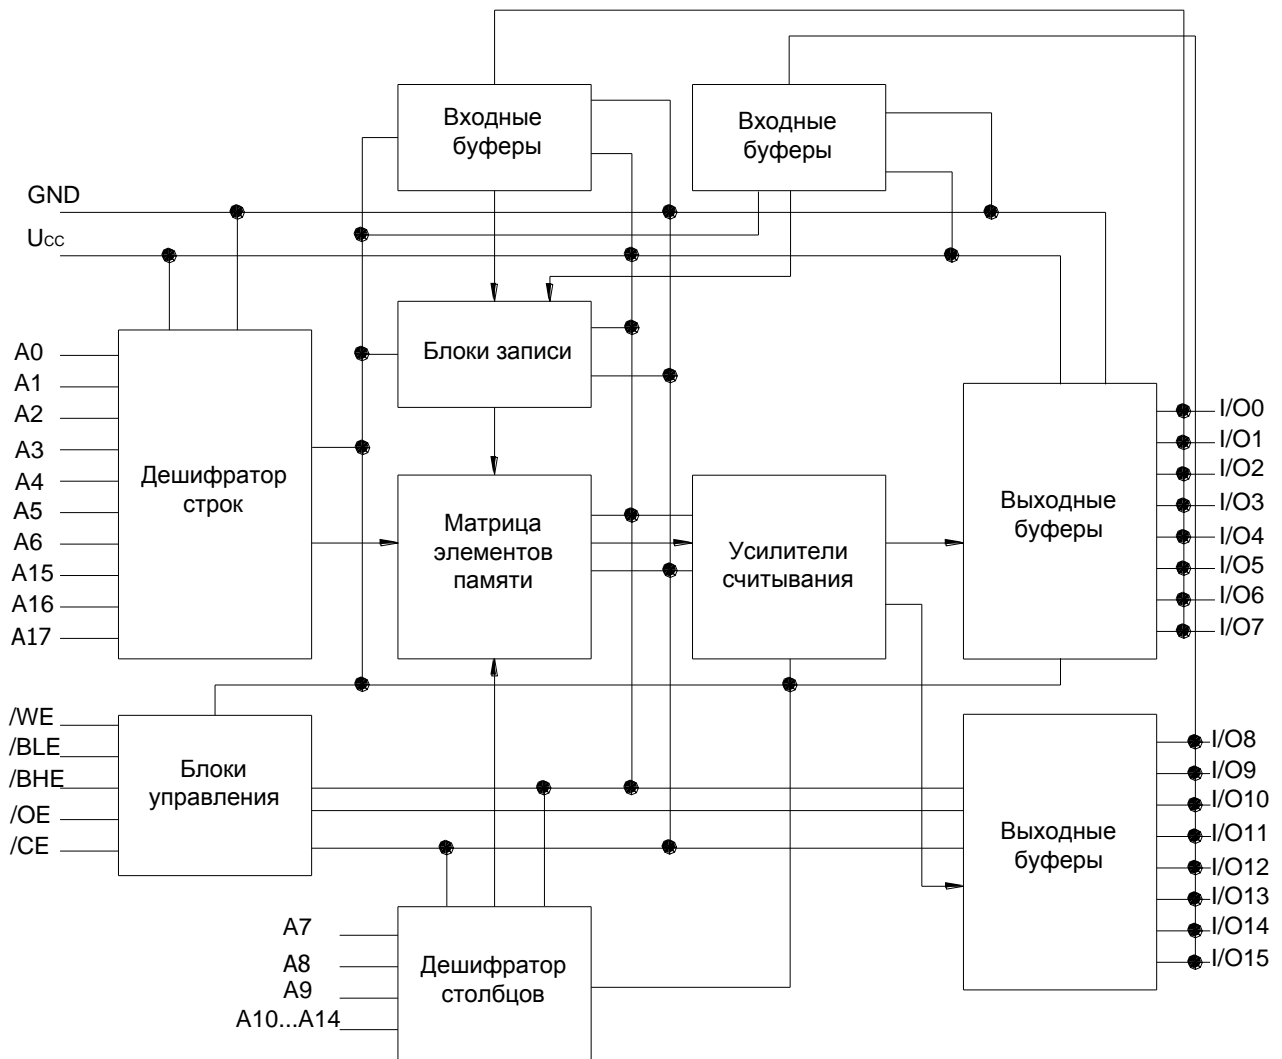 Входные
буферы
Входные
буферы
GND
Ucc
Блоки записи
A0
A1
A2
A3
A4
A5
A6
A15
A16
A17
Дешифратор
строк
Матрица
элементов
памяти
Усилители
считывания
Выходные
буферы
I/O0
I/O1
I/O2
I/O3
I/O4
I/O5
I/O6
I/O7
/WE
/BLE
/BHE
/OE
/CE
Блоки
управления
Выходные
буферы
I/O8
I/O9
I/O10
I/O11
I/O12
I/O13
I/O14
I/O15
A7
A8
A9
A10...A14
Дешифратор
столбцов